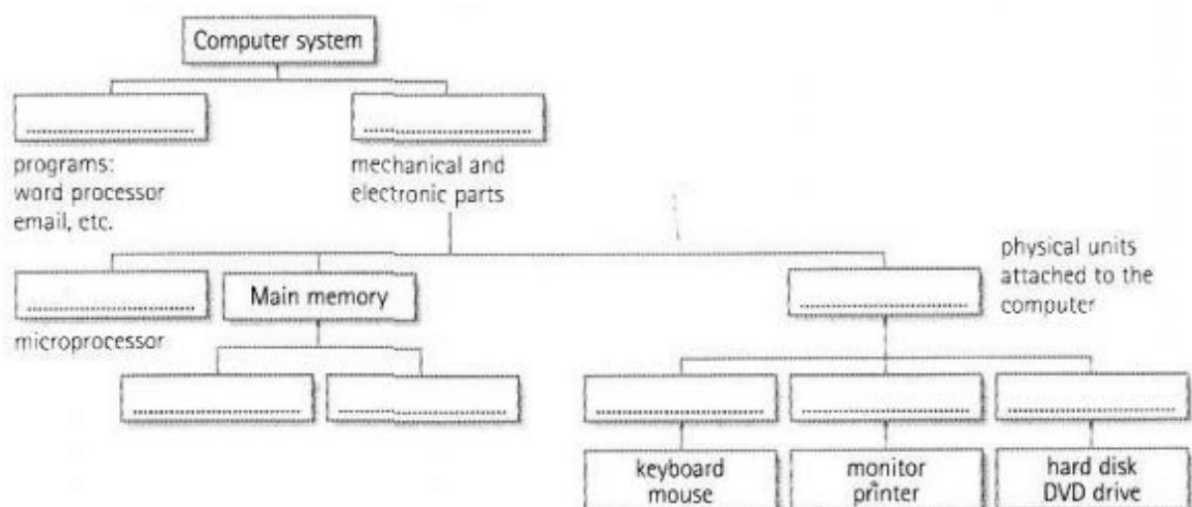 Computer system
programs:
word processor
email, etc.
mechanical and
electronic parts
physical units
attached to the
computer
Main memory
microprocessor
keyboard
mouse
monitor
printer
hard disk
DVD drive